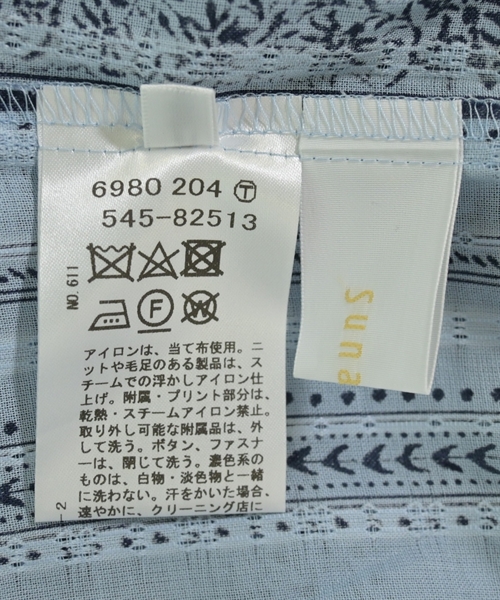 6980 204 Ⓣ
545-82513
NO.611
F
W
アイロンは、当て布使用。ニ
ットや毛足のある製品は、ス
チームでの浮かしアイロン仕
上げ。附属・プリント部分は、
乾熱・スチームアイロン禁止。
取り外し可能な附属品は、外
して洗う。ボタン、ファスナ
ーは、閉じて洗う。濃色系の
ものは、白物・淡色物と一緒
に洗わない。汗をかいた場合、
速やかに、クリーニング店に
-2
Suna